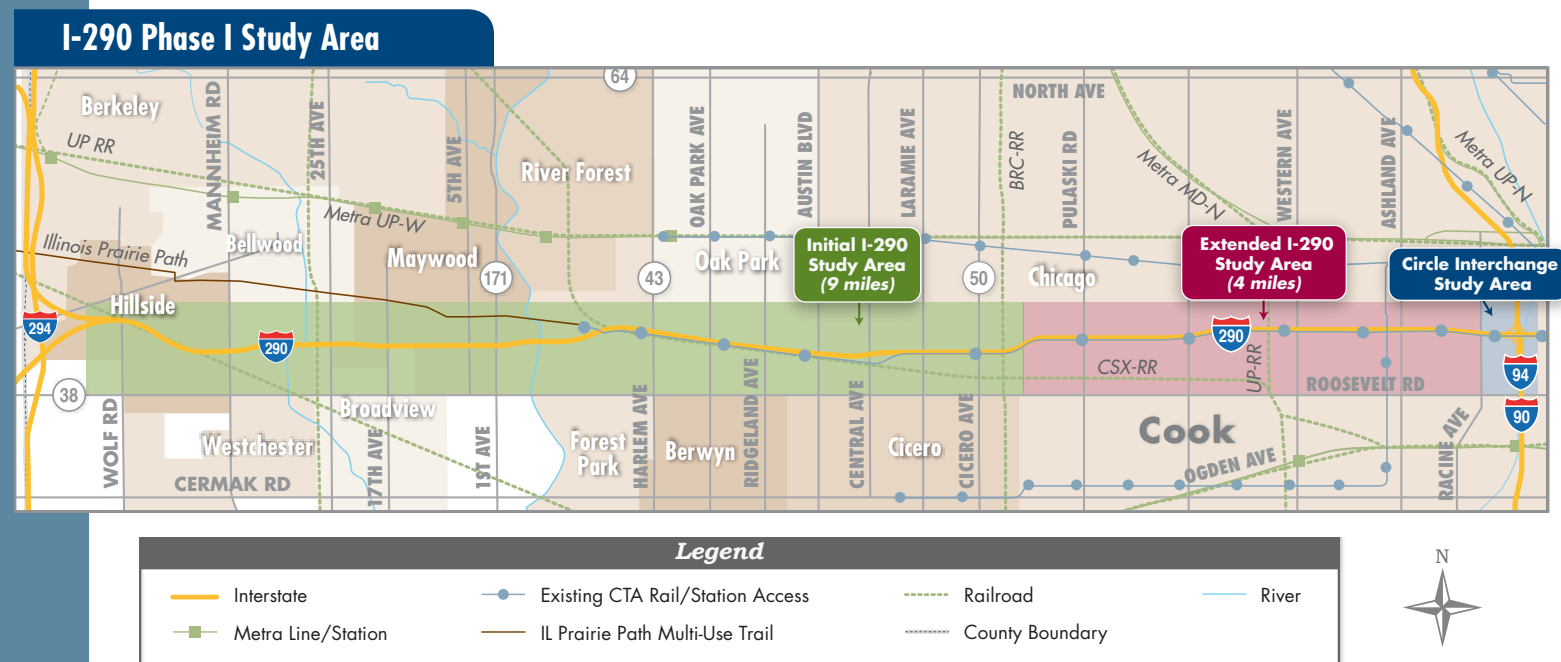 I-290 Phase I Study Area
64
Berkeley
MANNHEIM RD
25TH AVE
5TH AVE
River Forest
OAK PARK AVE
AUSTIN BLVD
LARAMIE AVE
NORTH AVE
BRC-RR
PULASKI RD
Metra MD-N
WESTERN AVE
ASHLAND AVE
Metra UP-N
UP RR
Metra UP-W
Illinois Prairie Path
Bellwood
Maywood
171
43
Oak Park
Initial I-290
Study Area
(9 miles)
50
Chicago
Extended I-290
Study Area
(4 miles)
Circle Interchange
Study Area
Hillside
294
290
290
CSX-RR
UP-RR
ROOSEVELT RD
94
90
38
WOLF RD
Westchester
CERMAK RD
Broadview
17TH AVE
1ST AVE
Forest
Park
HARLEM AVE
Berwyn
RIDGELAND AVE
CENTRAL AVE
Cicero
CICERO AVE
Cook
OGDEN AVE
RACINE AVE
Legend
Interstate
Existing CTA Rail/Station Access
Railroad
River
Metra Line/Station
IL Prairie Path Multi-Use Trail
County Boundary
N